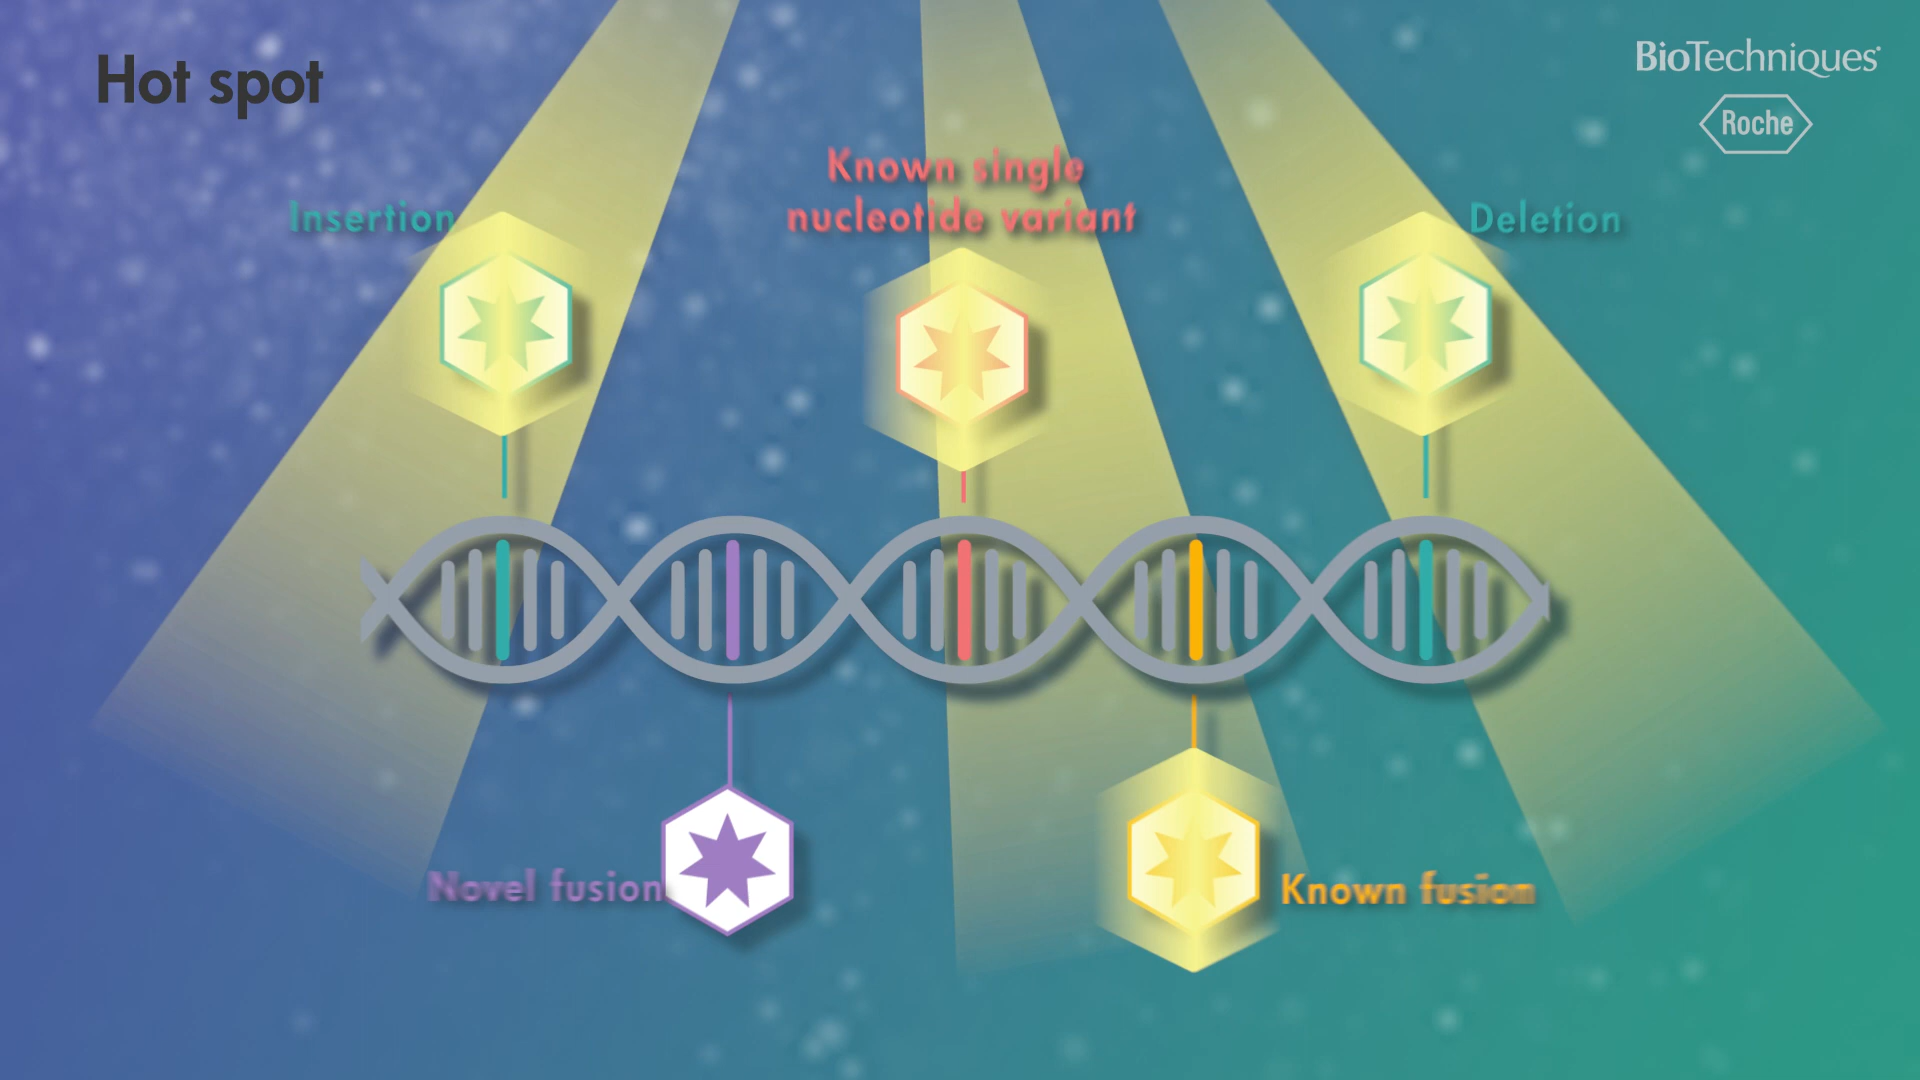 Hot spot
BioTechniques
Roche
Known single
nucleotide variant
Insertion
Deletion
Novel fusion
Known fusion